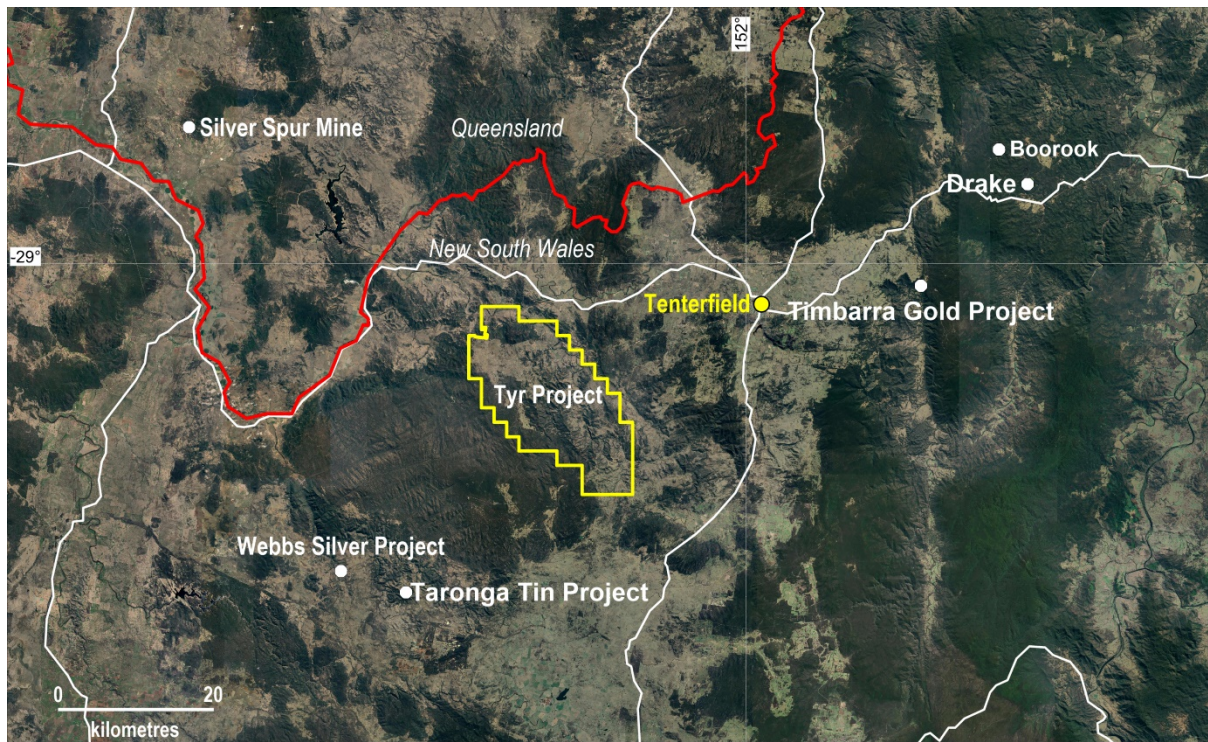 152°
Silver Spur Mine
Queensland
Boorook
Drake
New South Wales
-29°
Tenterfield
Timbarra Gold Project
Tyr Project
Webbs Silver Project
Taronga Tin Project
0 20
kilometres